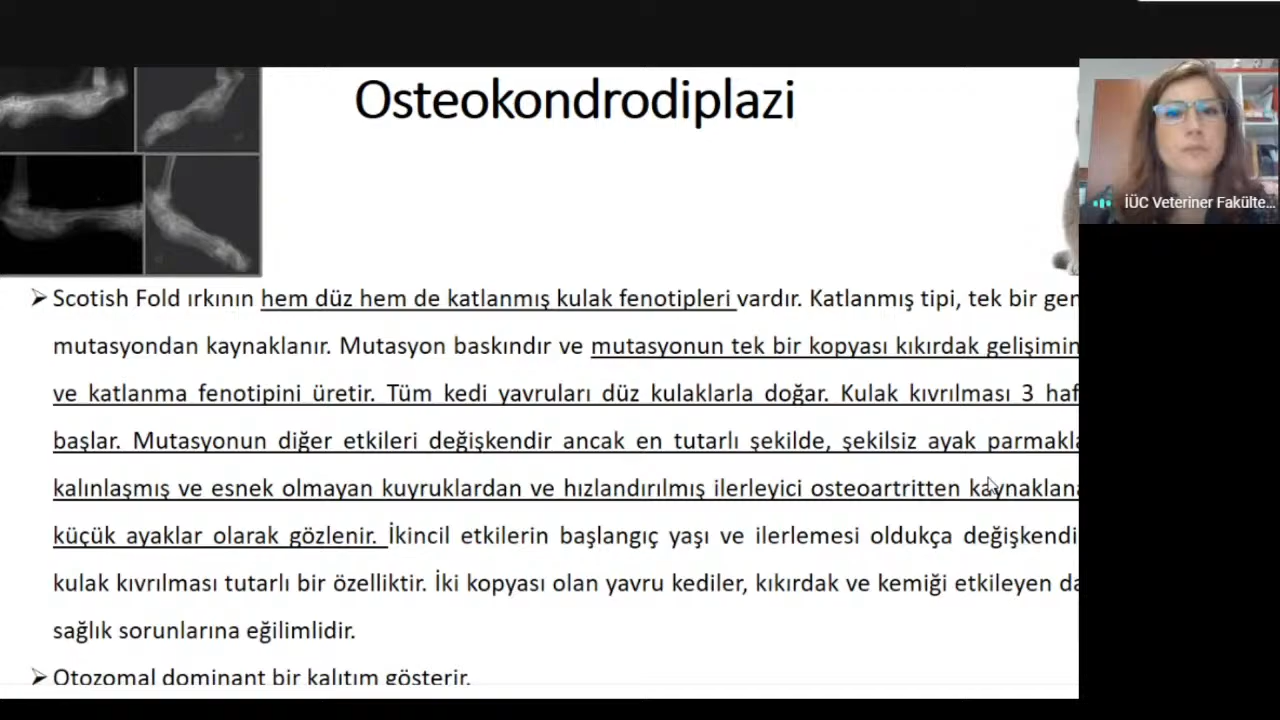 Osteokondrodiplazi
İÜC Veteriner Fakülte...
➤ Scotish Fold ırkının hem düz hem de katlanmış kulak fenotipleri vardır. Katlanmış tipi, tek bir gen
mutasyondan kaynaklanır. Mutasyon baskındır ve mutasyonun tek bir kopyası kıkırdak gelişimin
ve katlanma fenotipini üretir. Tüm kedi yavruları düz kulaklarla doğar. Kulak kıvrılması 3 haf
başlar. Mutasyonun diğer etkileri değişkendir ancak en tutarlı şekilde, şekilsiz ayak parmakla
kalınlaşmış ve esnek olmayan kuyruklardan ve hızlandırılmış ilerleyici osteoartritten kaynaklana
küçük ayaklar olarak gözlenir. İkincil etkilerin başlangıç yaşı ve ilerlemesi oldukça değişkendi
kulak kıvrılması tutarlı bir özelliktir. İki kopyası olan yavru kediler, kıkırdak ve kemiği etkileyen da
sağlık sorunlarına eğilimlidir.
➤ Otozomal dominant bir kalıtım gösterir.